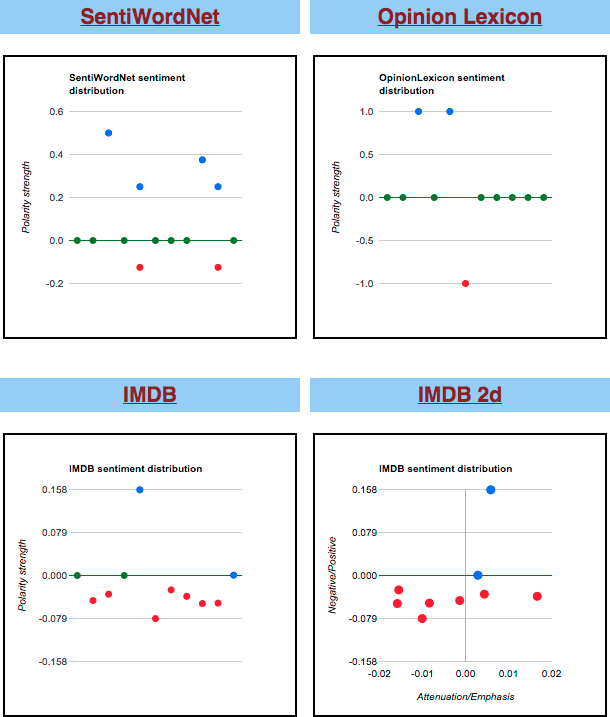 SentiWordNet
Opinion Lexicon
SentiWordNet sentiment
distribution
0.6
0.4
0.2
0.0
-0.2
Polarity strength
OpinionLexicon sentiment
distribution
1.0
0.5
0.0
-0.5
-1.0
Polarity strength
IMDB
IMDB 2d
IMDB sentiment distribution
0.158
0.079
0.000
-0.079
-0.158
Polarity strength
IMDB sentiment distribution
0.158
0.079
0.000
-0.079
-0.158
Negative/Positive
-0.02 -0.01 0.00 0.01 0.02
Attenuation/Emphasis